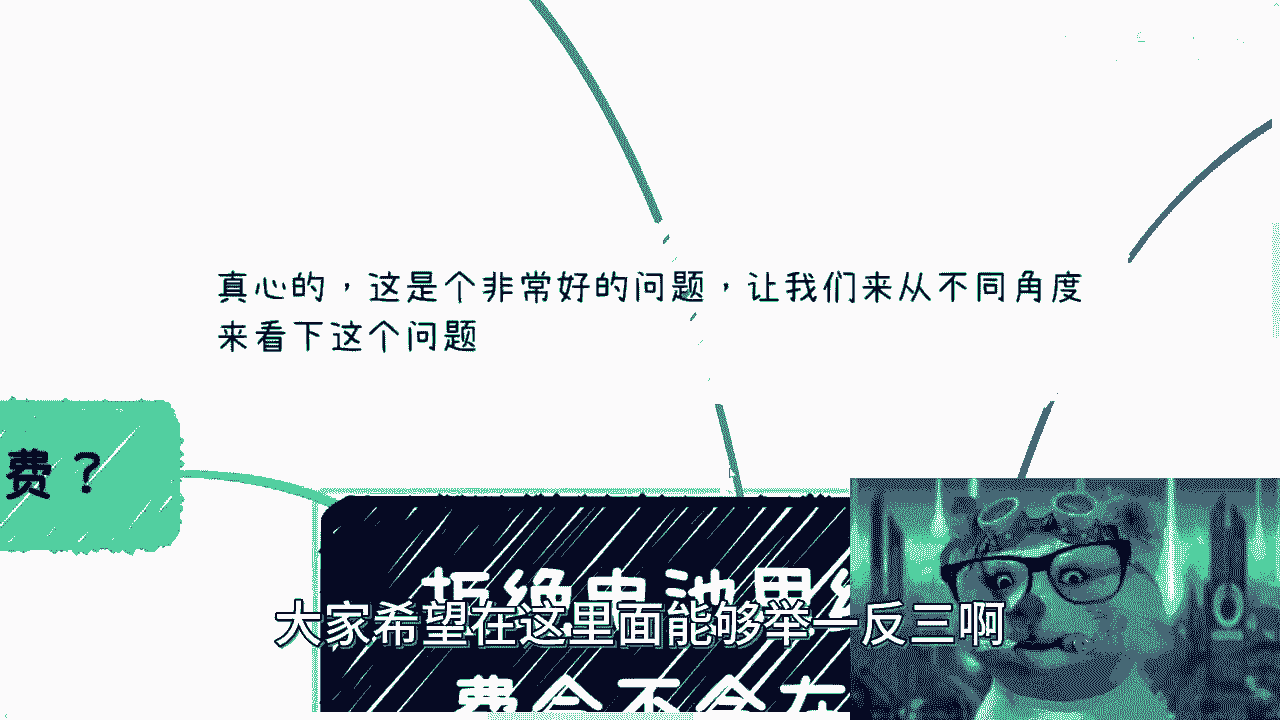 真心的，这是个非常好的问题，让我们来从不同角度
来看下这个问题
费？
拒绝电池思
大家希望在这里面能够举一反三啊
费会不会在